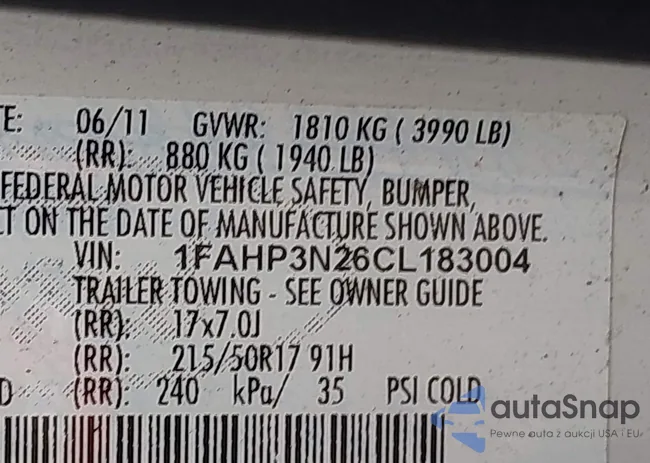 TE: 06/11 GVWR: 1810 KG ( 3990 LB)
(RR): 880 KG ( 1940 LB)
FEDERAL MOTOR VEHICLE SAFETY, BUMPER,
CT ON THE DATE OF MANUFACTURE SHOWN ABOVE.
VIN: 1FAHP3N26CL183004
TRAILER TOWING - SEE OWNER GUIDE
(RR): 17x7.0J
(RR): 215/50R17 91H
D (RR): 240 kPa/ 35 PSI COLD
autaSnap
Pewne auta z aukcji USA i EU